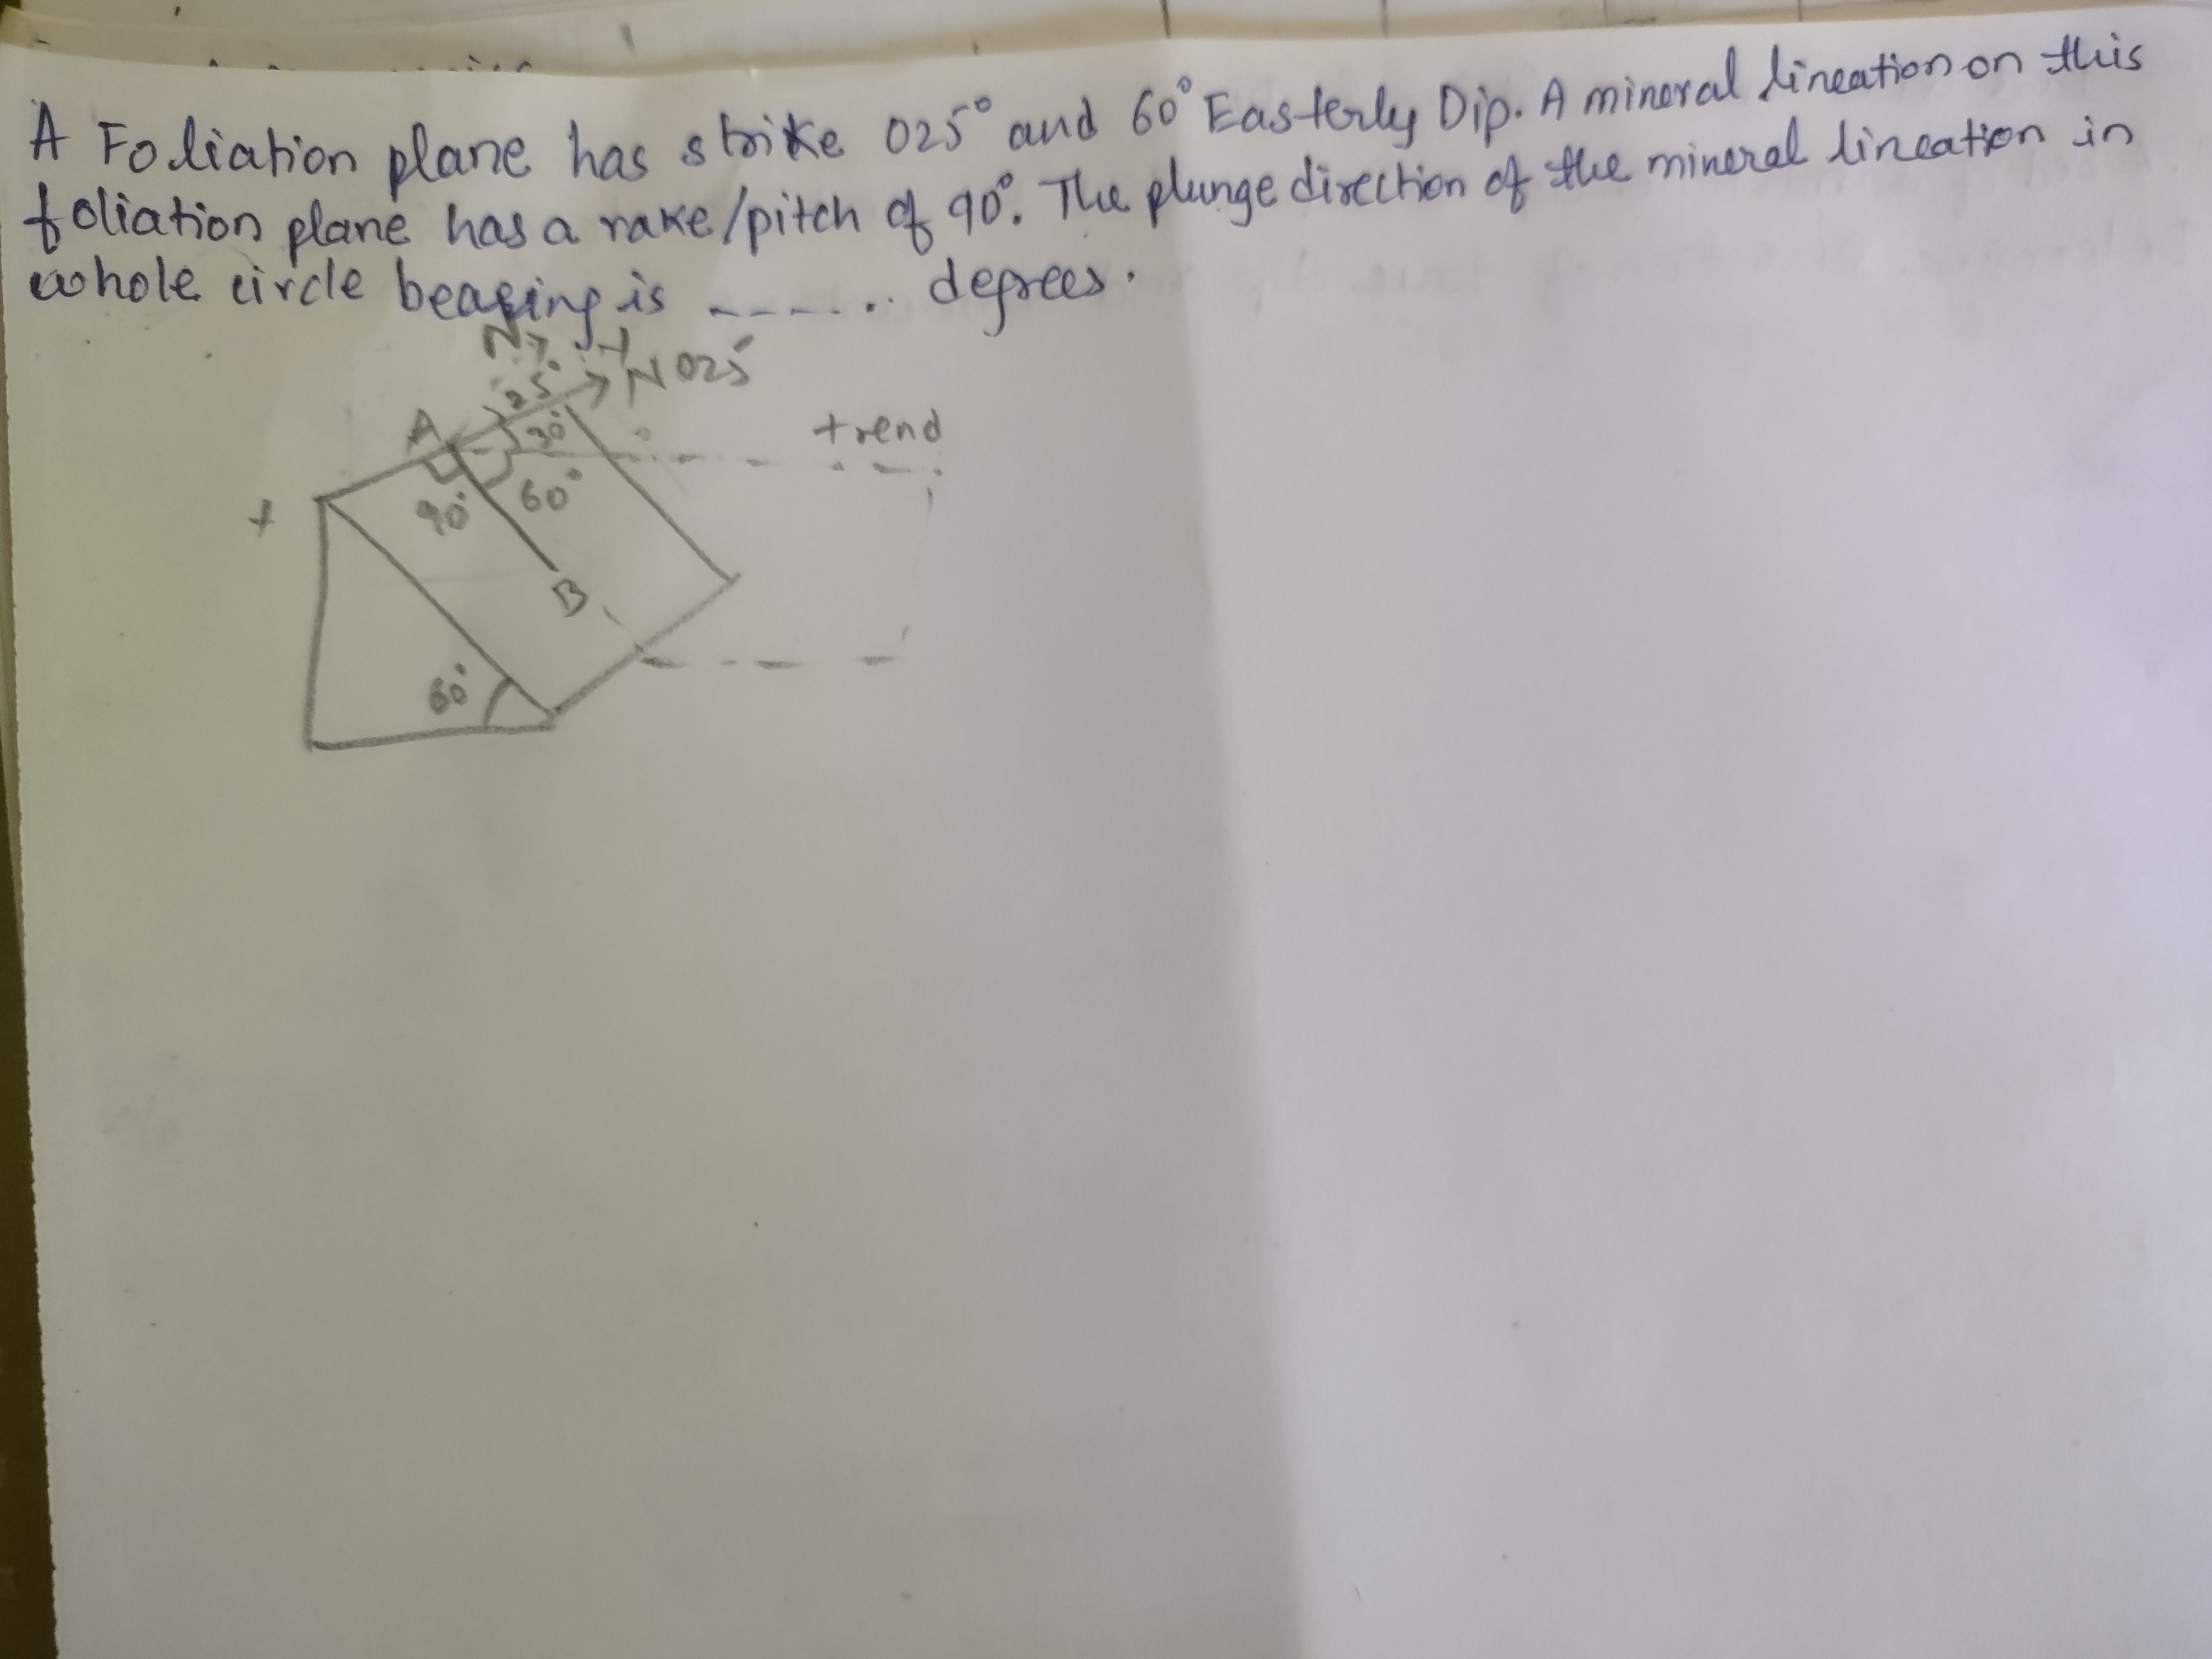 A Foliation plane has strike 025° and 60° Easterly Dip. A mineral lineation on this
foliation plane has a rake/pitch of 90°. The plunge direction of the mineral lineation in
whole circle bearing is ----.. degrees.
N
N025
25°
A
30°
90°
60°
B
trend
60°